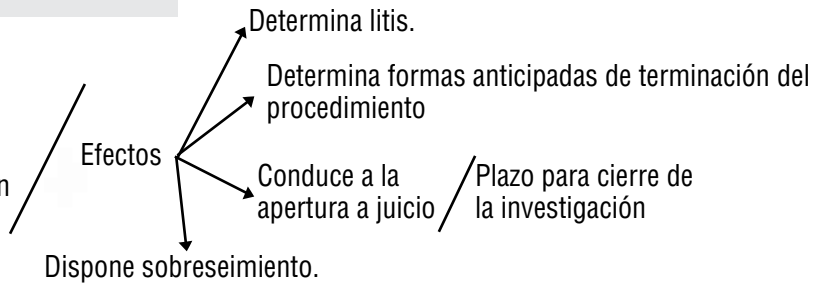 Determina litis.
Determina formas anticipadas de terminación del
procedimiento
Efectos
n
Conduce a la
apertura a juicio
Plazo para cierre de
la investigación
Dispone sobreseimiento.